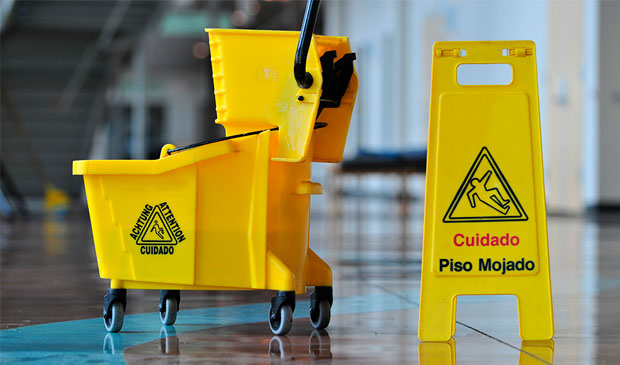 ACHTUNG
ATTENTION
CUIDADO
Cuidado
Piso Mojado